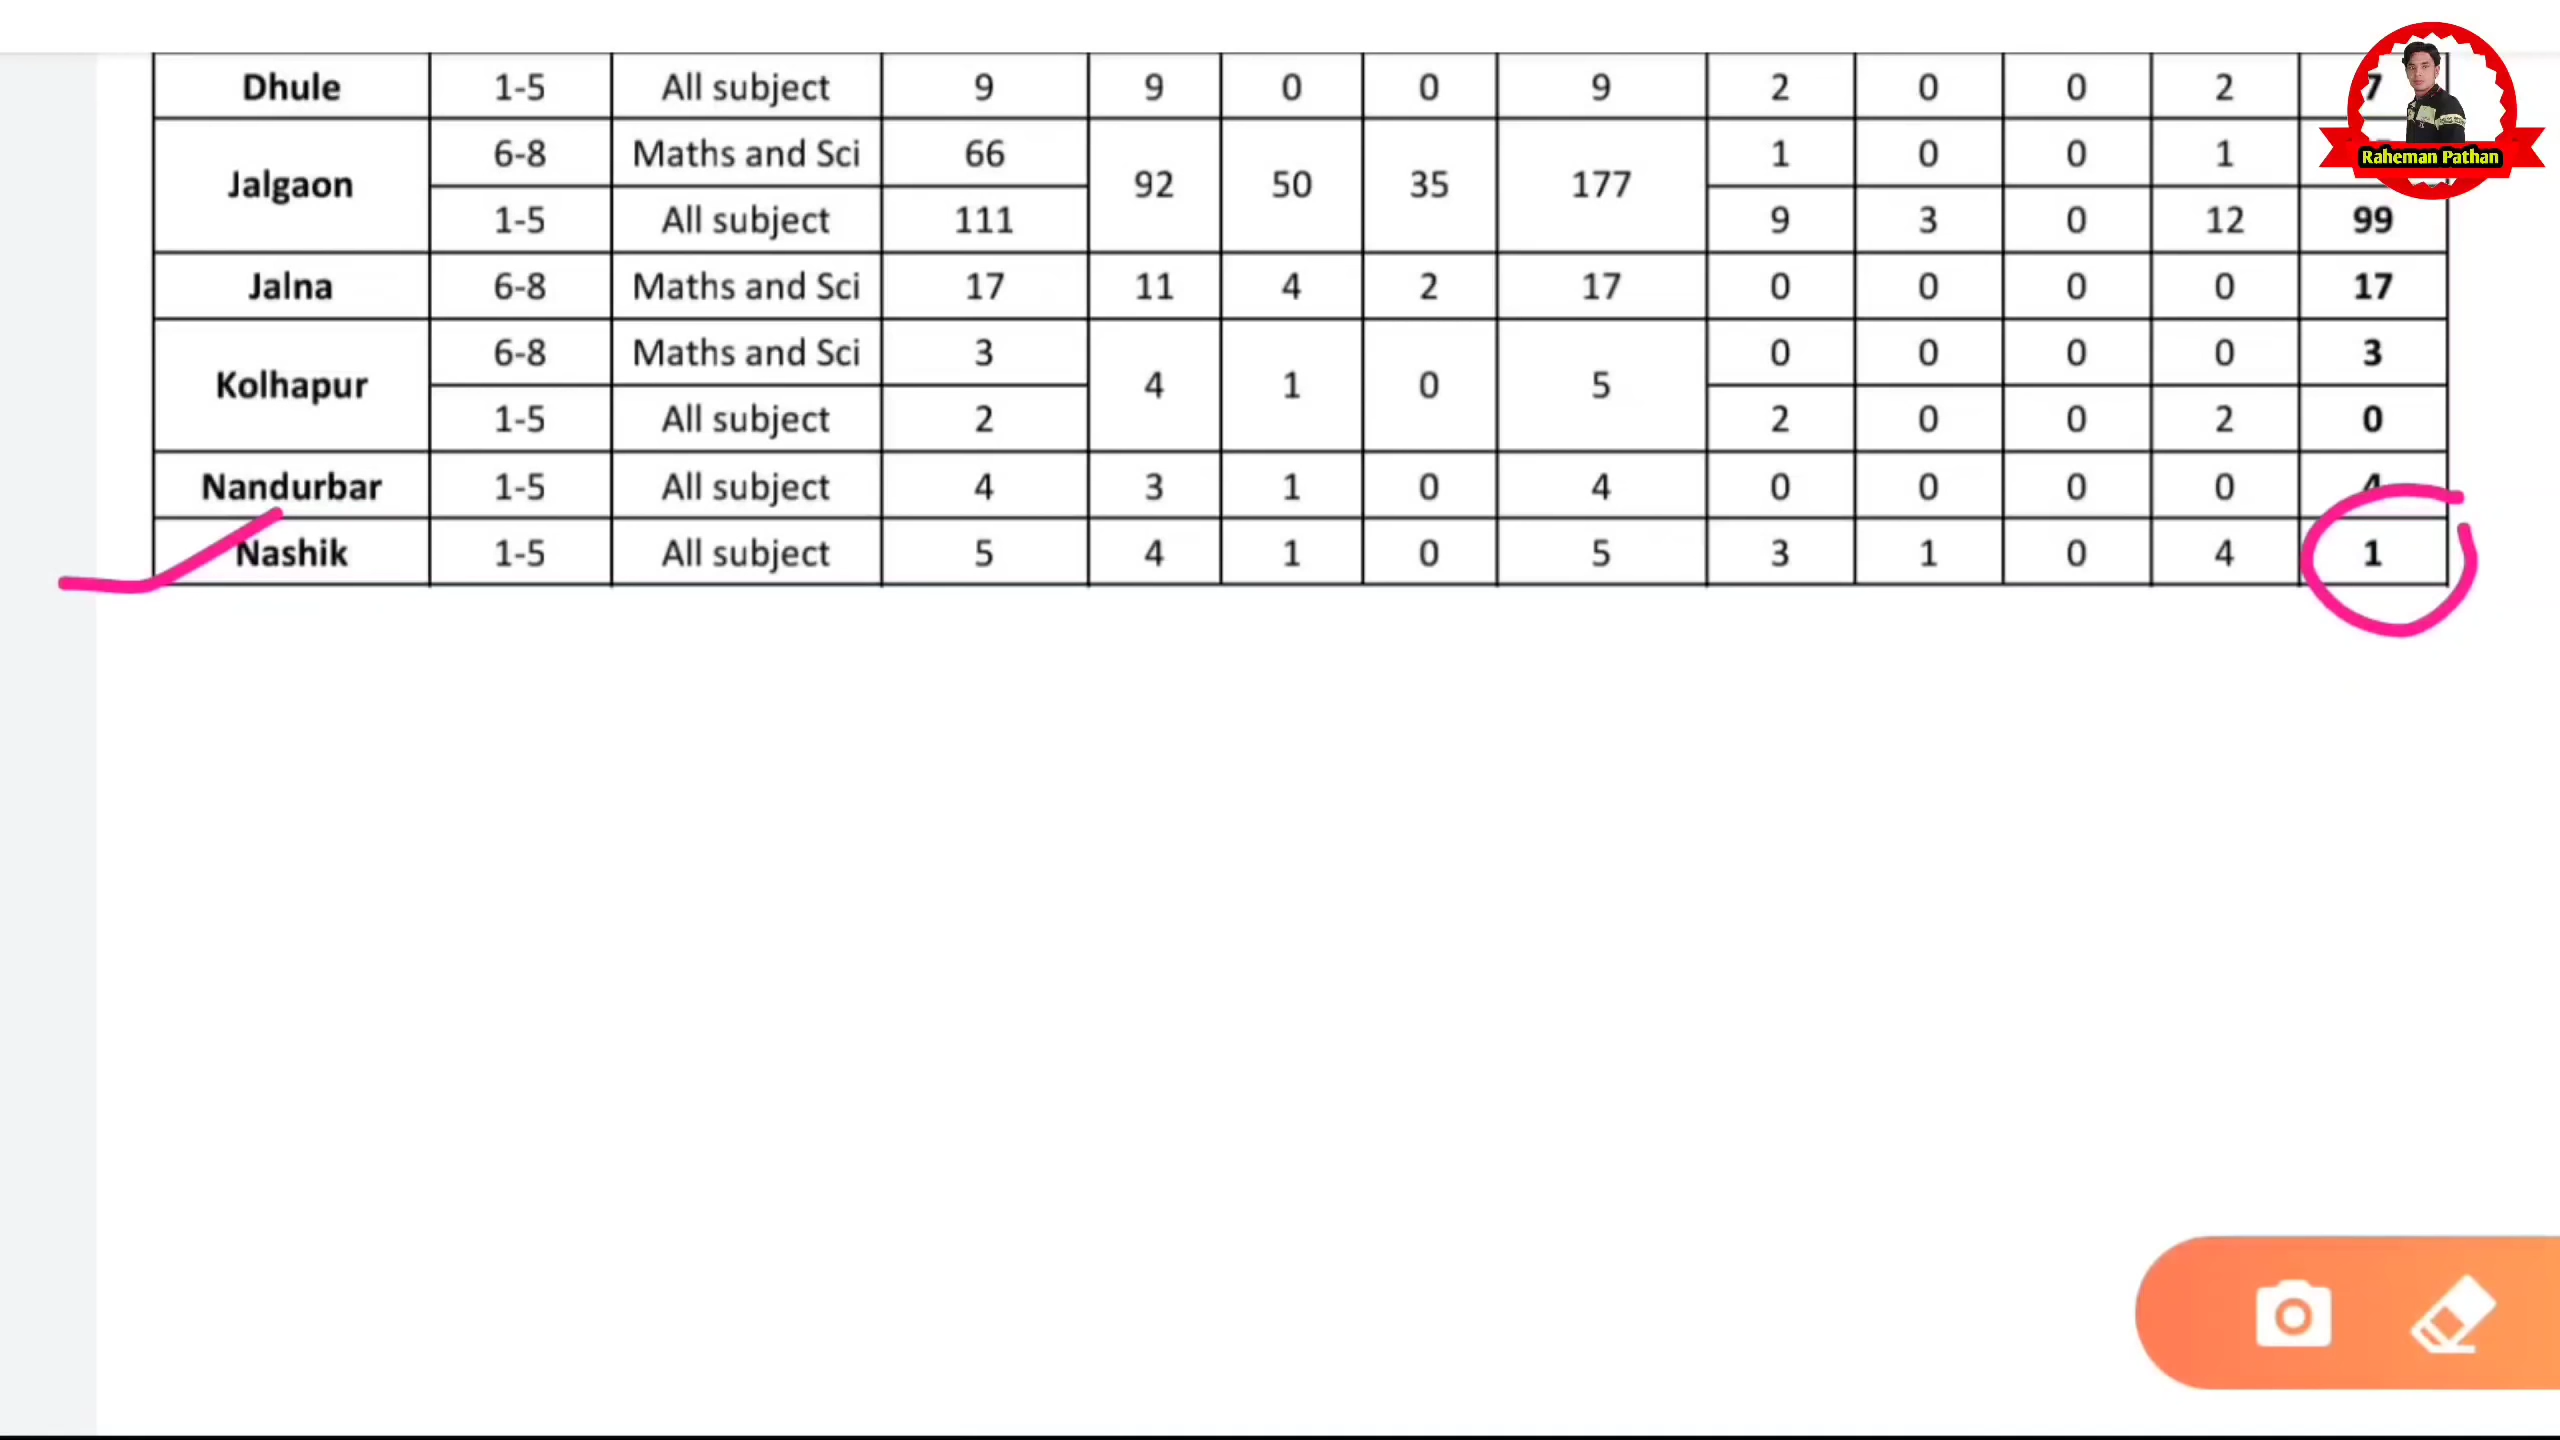 Dhule 1-5 All subject 9 9 0 0 9 2 0 0 2 7
Jalgaon 6-8 Maths and Sci 66 92 50 35 177 1 0 0 1
1-5 All subject 111 9 3 0 12 99
Jalna 6-8 Maths and Sci 17 11 4 2 17 0 0 0 0 17
Kolhapur 6-8 Maths and Sci 3 4 1 0 5 0 0 0 0 3
1-5 All subject 2 2 0 0 2 0
Nandurbar 1-5 All subject 4 3 1 0 4 0 0 0 0 4
Nashik 1-5 All subject 5 4 1 0 5 3 1 0 4 1
Raheman Pathan